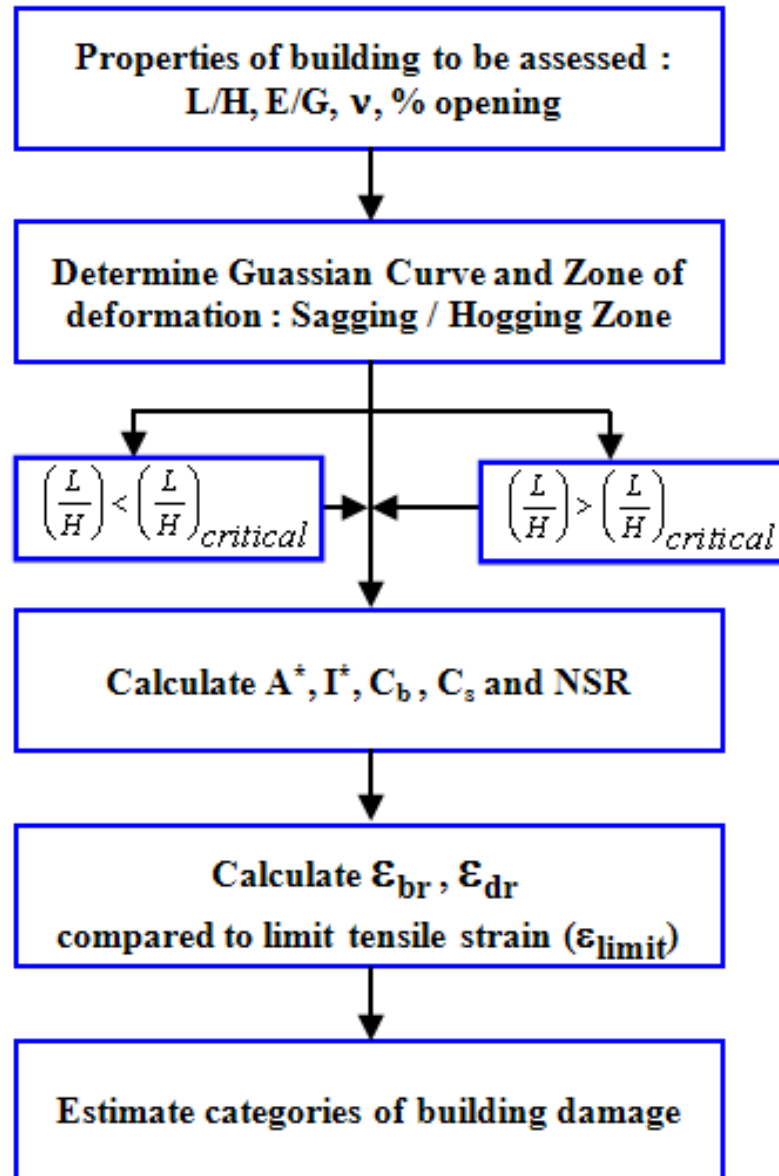 Properties of building to be assessed :
L/H, E/G, ν, % opening
Determine Guassian Curve and Zone of
deformation : Sagging / Hogging Zone
(L/H) < (L/H)critical
(L/H) > (L/H)critical
Calculate A*, I*, Cb , Cs and NSR
Calculate εbr , εdr
compared to limit tensile strain (εlimit)
Estimate categories of building damage